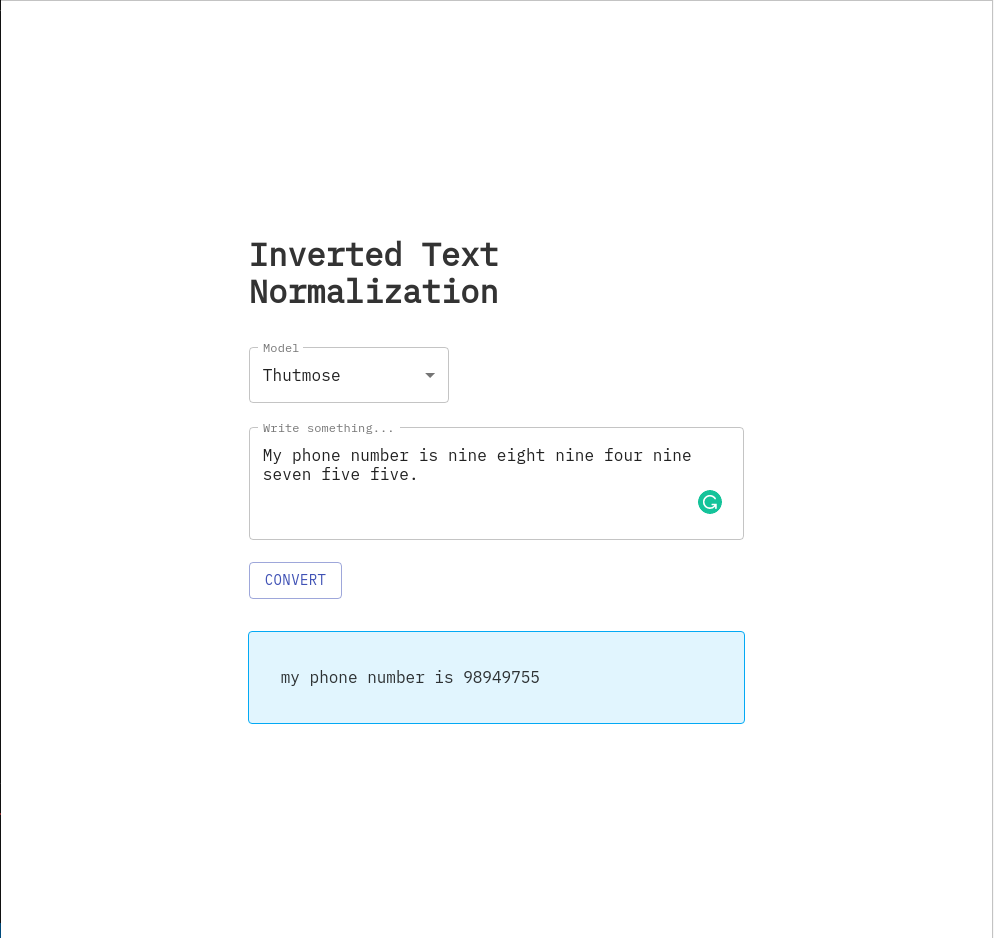 Inverted Text
Normalization
Model
Thutmose
Write something...
My phone number is nine eight nine four nine
seven five five.
CONVERT
my phone number is 98949755